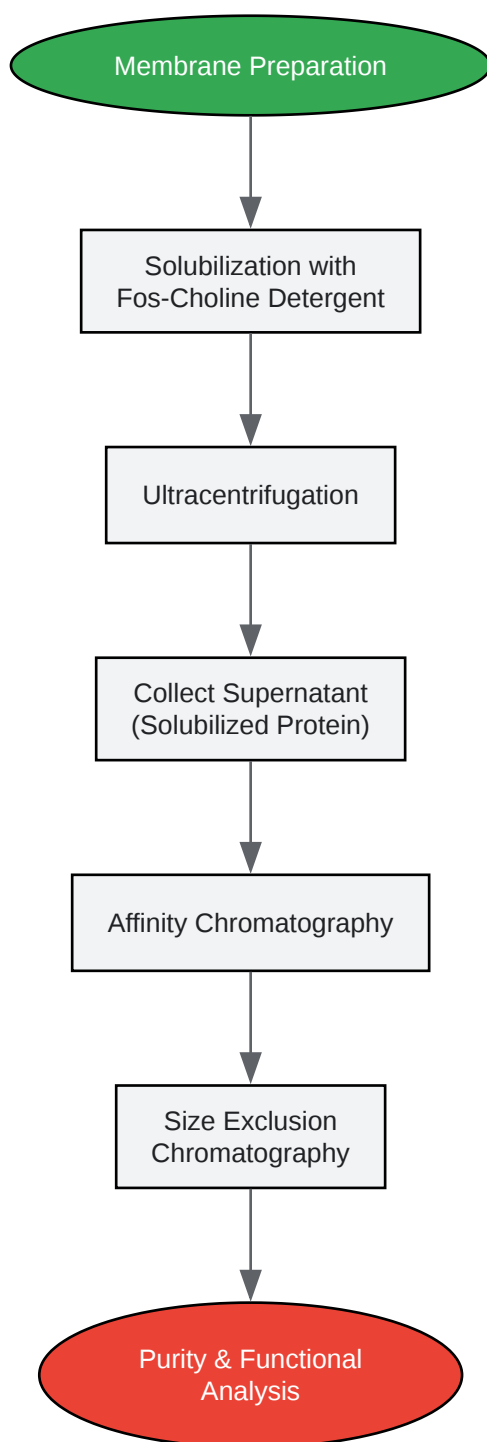 Membrane Preparation
Solubilization with
Fos-Choline Detergent
Ultracentrifugation
Collect Supernatant
(Solubilized Protein)
Affinity Chromatography
Size Exclusion
Chromatography
Purity & Functional
Analysis